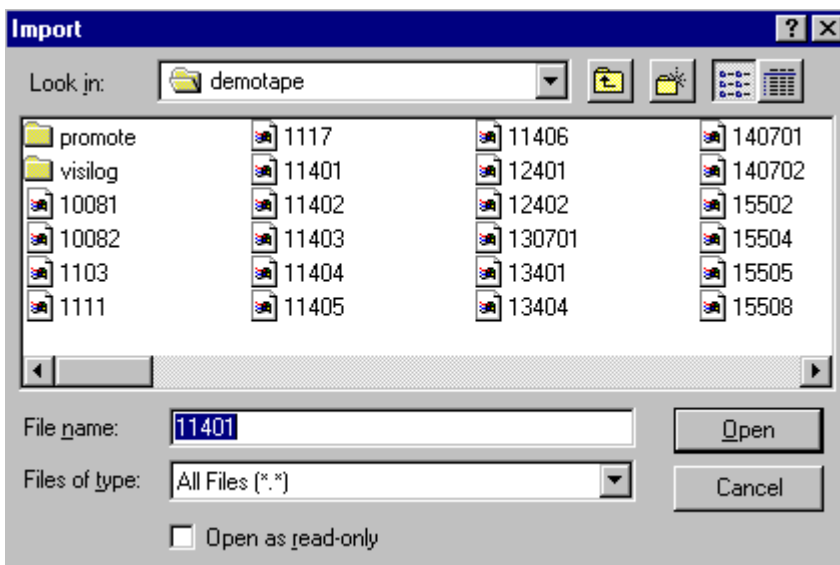 Import
Look in: demotape
promote 1117 11406 140701
visilog 11401 12401 140702
10081 11402 12402 15502
10082 11403 130701 15504
1103 11404 13401 15505
1111 11405 13404 15508
File name: 11401 Open
Files of type: All Files (*.*) Cancel
Open as read-only